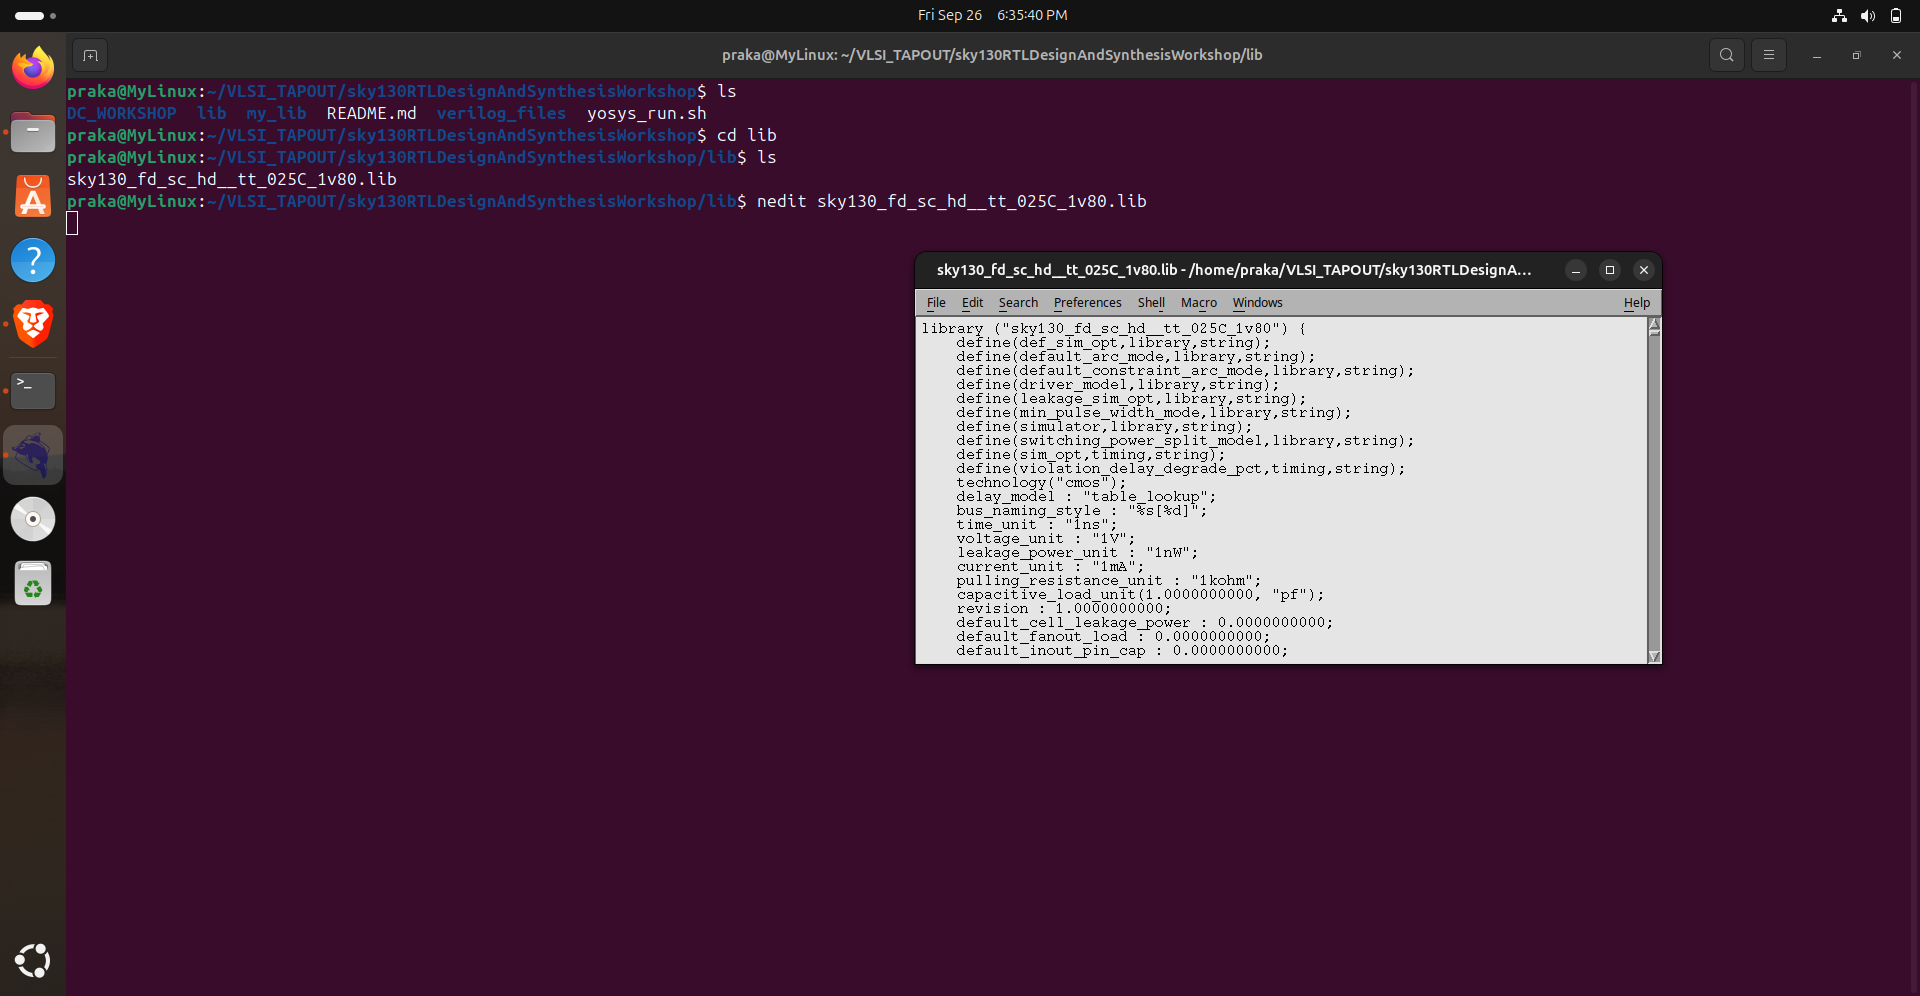 Fri Sep 26 6:35:40 PM
praka@MyLinux: ~/VLSI_TAPOUT/sky130RTLDesignAndSynthesisWorkshop/lib
praka@MyLinux:~/VLSI_TAPOUT/sky130RTLDesignAndSynthesisWorkshop$ ls
DC_WORKSHOP lib my_lib README.md verilog_files yosys_run.sh
praka@MyLinux:~/VLSI_TAPOUT/sky130RTLDesignAndSynthesisWorkshop$ cd lib
praka@MyLinux:~/VLSI_TAPOUT/sky130RTLDesignAndSynthesisWorkshop/lib$ ls
sky130_fd_sc_hd__tt_025C_1v80.lib
praka@MyLinux:~/VLSI_TAPOUT/sky130RTLDesignAndSynthesisWorkshop/lib$ nedit sky130_fd_sc_hd__tt_025C_1v80.lib
sky130_fd_sc_hd__tt_025C_1v80.lib - /home/praka/VLSI_TAPOUT/sky130RTLDesignA...
File Edit Search Preferences Shell Macro Windows Help
library ("sky130_fd_sc_hd__tt_025C_1v80") {
    define(def_sim_opt,library,string);
    define(default_arc_mode,library,string);
    define(default_constraint_arc_mode,library,string);
    define(driver_model,library,string);
    define(leakage_sim_opt,library,string);
    define(min_pulse_width_mode,library,string);
    define(simulator,library,string);
    define(switching_power_split_model,library,string);
    define(sim_opt,timing,string);
    define(violation_delay_degrade_pct,timing,string);
    technology("cmos");
    delay_model : "table_lookup";
    bus_naming_style : "%s[%d]";
    time_unit : "1ns";
    voltage_unit : "1V";
    leakage_power_unit : "1nW";
    current_unit : "1mA";
    pulling_resistance_unit : "1kohm";
    capacitive_load_unit(1.0000000000, "pf");
    revision : 1.0000000000;
    default_cell_leakage_power : 0.0000000000;
    default_fanout_load : 0.0000000000;
    default_inout_pin_cap : 0.0000000000;